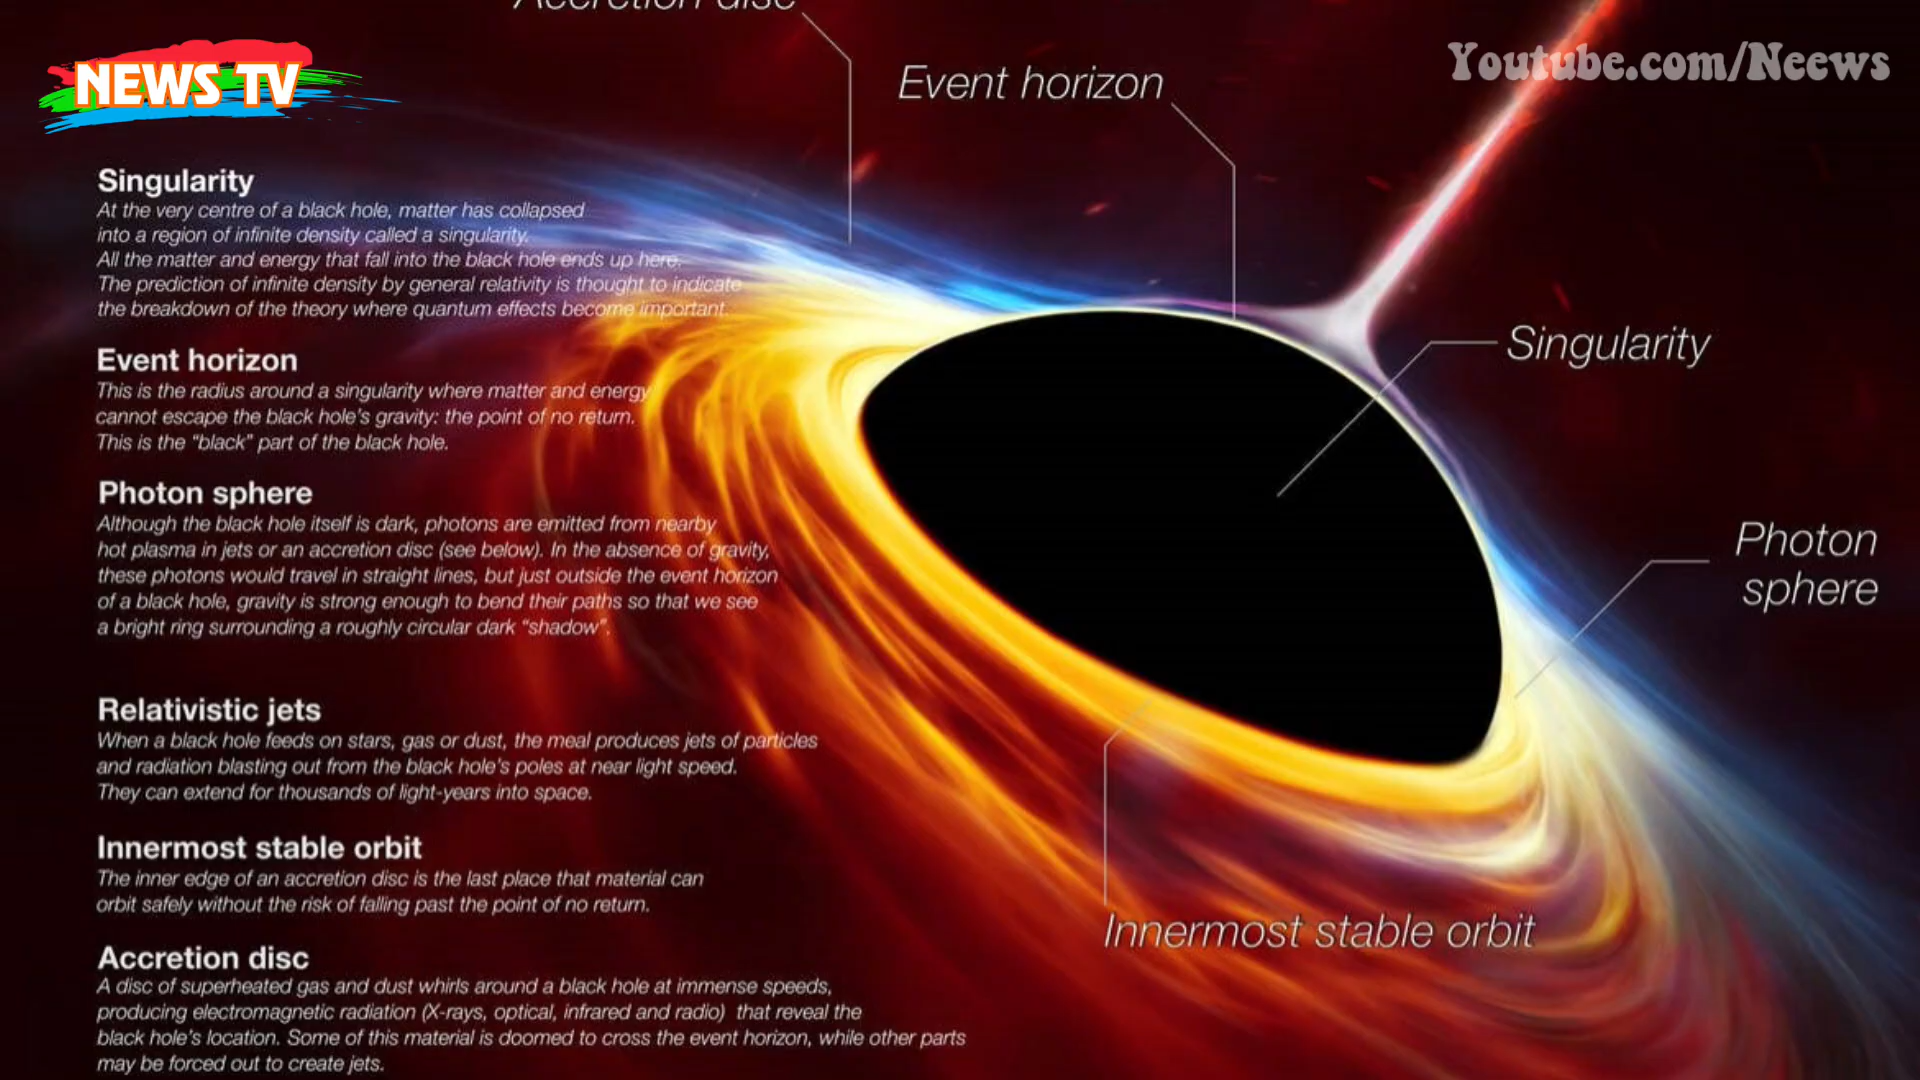 Accretion disc
NEWS TV
Event horizon
Youtube.com/Neews
Singularity
At the very centre of a black hole, matter has collapsed
into a region of infinite density called a singularity.
All the matter and energy that fall into the black hole ends up here.
The prediction of infinite density by general relativity is thought to indicate
the breakdown of the theory where quantum effects become important.
Event horizon
This is the radius around a singularity where matter and energy
cannot escape the black hole's gravity: the point of no return.
This is the "black" part of the black hole.
Photon sphere
Although the black hole itself is dark, photons are emitted from nearby
hot plasma in jets or an accretion disc (see below). In the absence of gravity,
these photons would travel in straight lines, but just outside the event horizon
of a black hole, gravity is strong enough to bend their paths so that we see
a bright ring surrounding a roughly circular dark "shadow".
Relativistic jets
When a black hole feeds on stars, gas or dust, the meal produces jets of particles
and radiation blasting out from the black hole's poles at near light speed.
They can extend for thousands of light-years into space.
Innermost stable orbit
The inner edge of an accretion disc is the last place that material can
orbit safely without the risk of falling past the point of no return.
Accretion disc
A disc of superheated gas and dust whirls around a black hole at immense speeds,
producing electromagnetic radiation (X-rays, optical, infrared and radio) that reveal the
black hole's location. Some of this material is doomed to cross the event horizon, while other parts
may be forced out to create jets.
Singularity
Photon
sphere
Innermost stable orbit